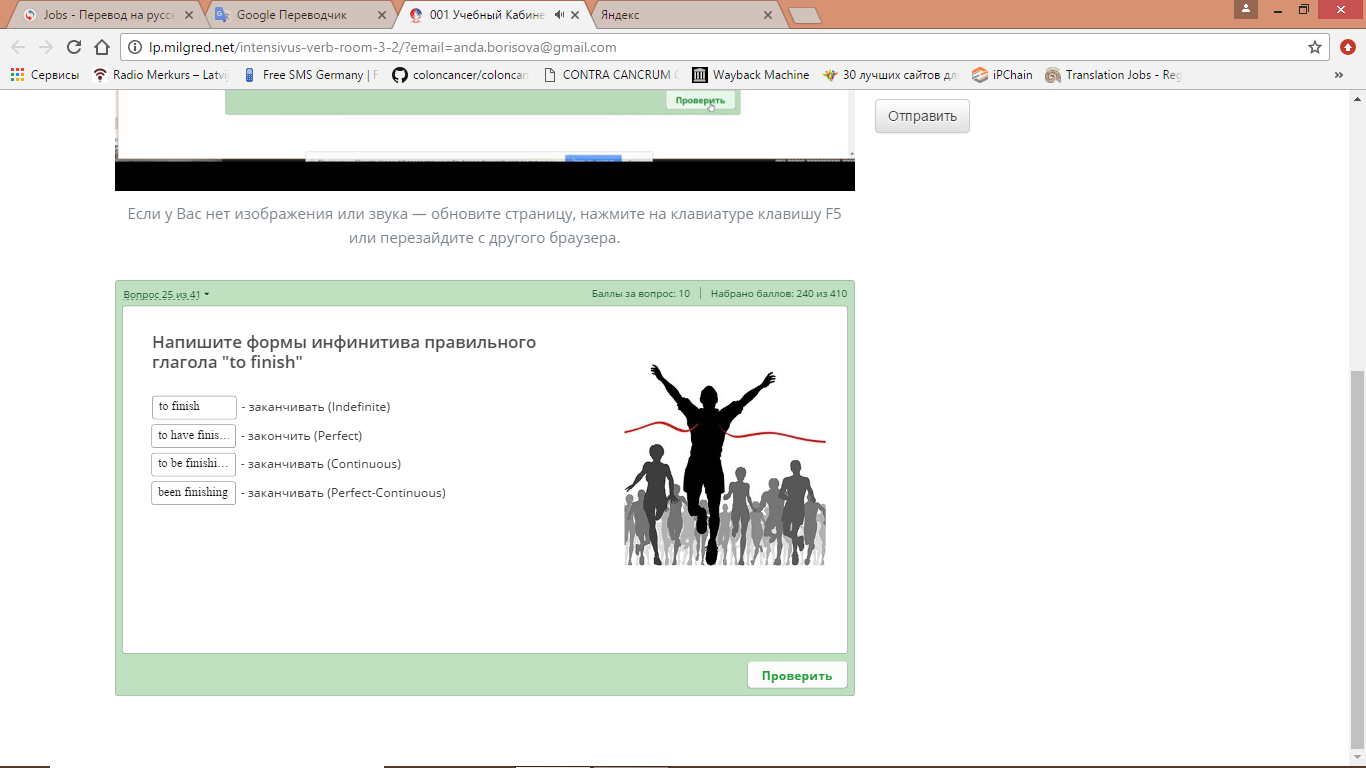 Jobs - Перевод на русск
Google Переводчик
001 Учебный Кабине
Яндекс
lp.milgred.net/intensivus-verb-room-3-2/?email=anda.borisova@gmail.com
Сервисы
Radio Merkurs – Latvij
Free SMS Germany | F
coloncancer/coloncan
CONTRA CANCRUM C
Wayback Machine
30 лучших сайтов дл
iPChain
Translation Jobs - Reg
»
Проверить
Отправить
Если у Вас нет изображения или звука — обновите страницу, нажмите на клавиатуре клавишу F5
или перезайдите с другого браузера.
Вопрос 25 из 41
Баллы за вопрос: 10 | Набрано баллов: 240 из 410
Напишите формы инфинитива правильного
глагола "to finish"
to finish - заканчивать (Indefinite)
to have finis... - закончить (Perfect)
to be finishi... - заканчивать (Continuous)
been finishing - заканчивать (Perfect-Continuous)
Проверить